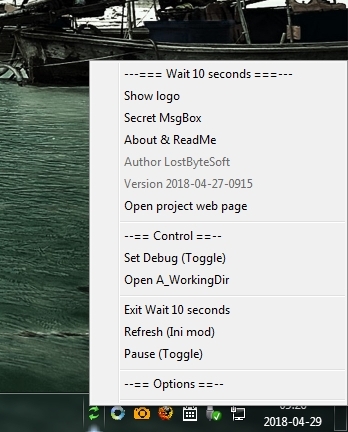 ---=== Wait 10 seconds ===---
Show logo
Secret MsgBox
About & ReadMe
Author LostByteSoft
Version 2018-04-27-0915
Open project web page
--== Control ==--
Set Debug (Toggle)
Open A_WorkingDir
Exit Wait 10 seconds
Refresh (Ini mod)
Pause (Toggle)
--== Options ==--
2018-04-29